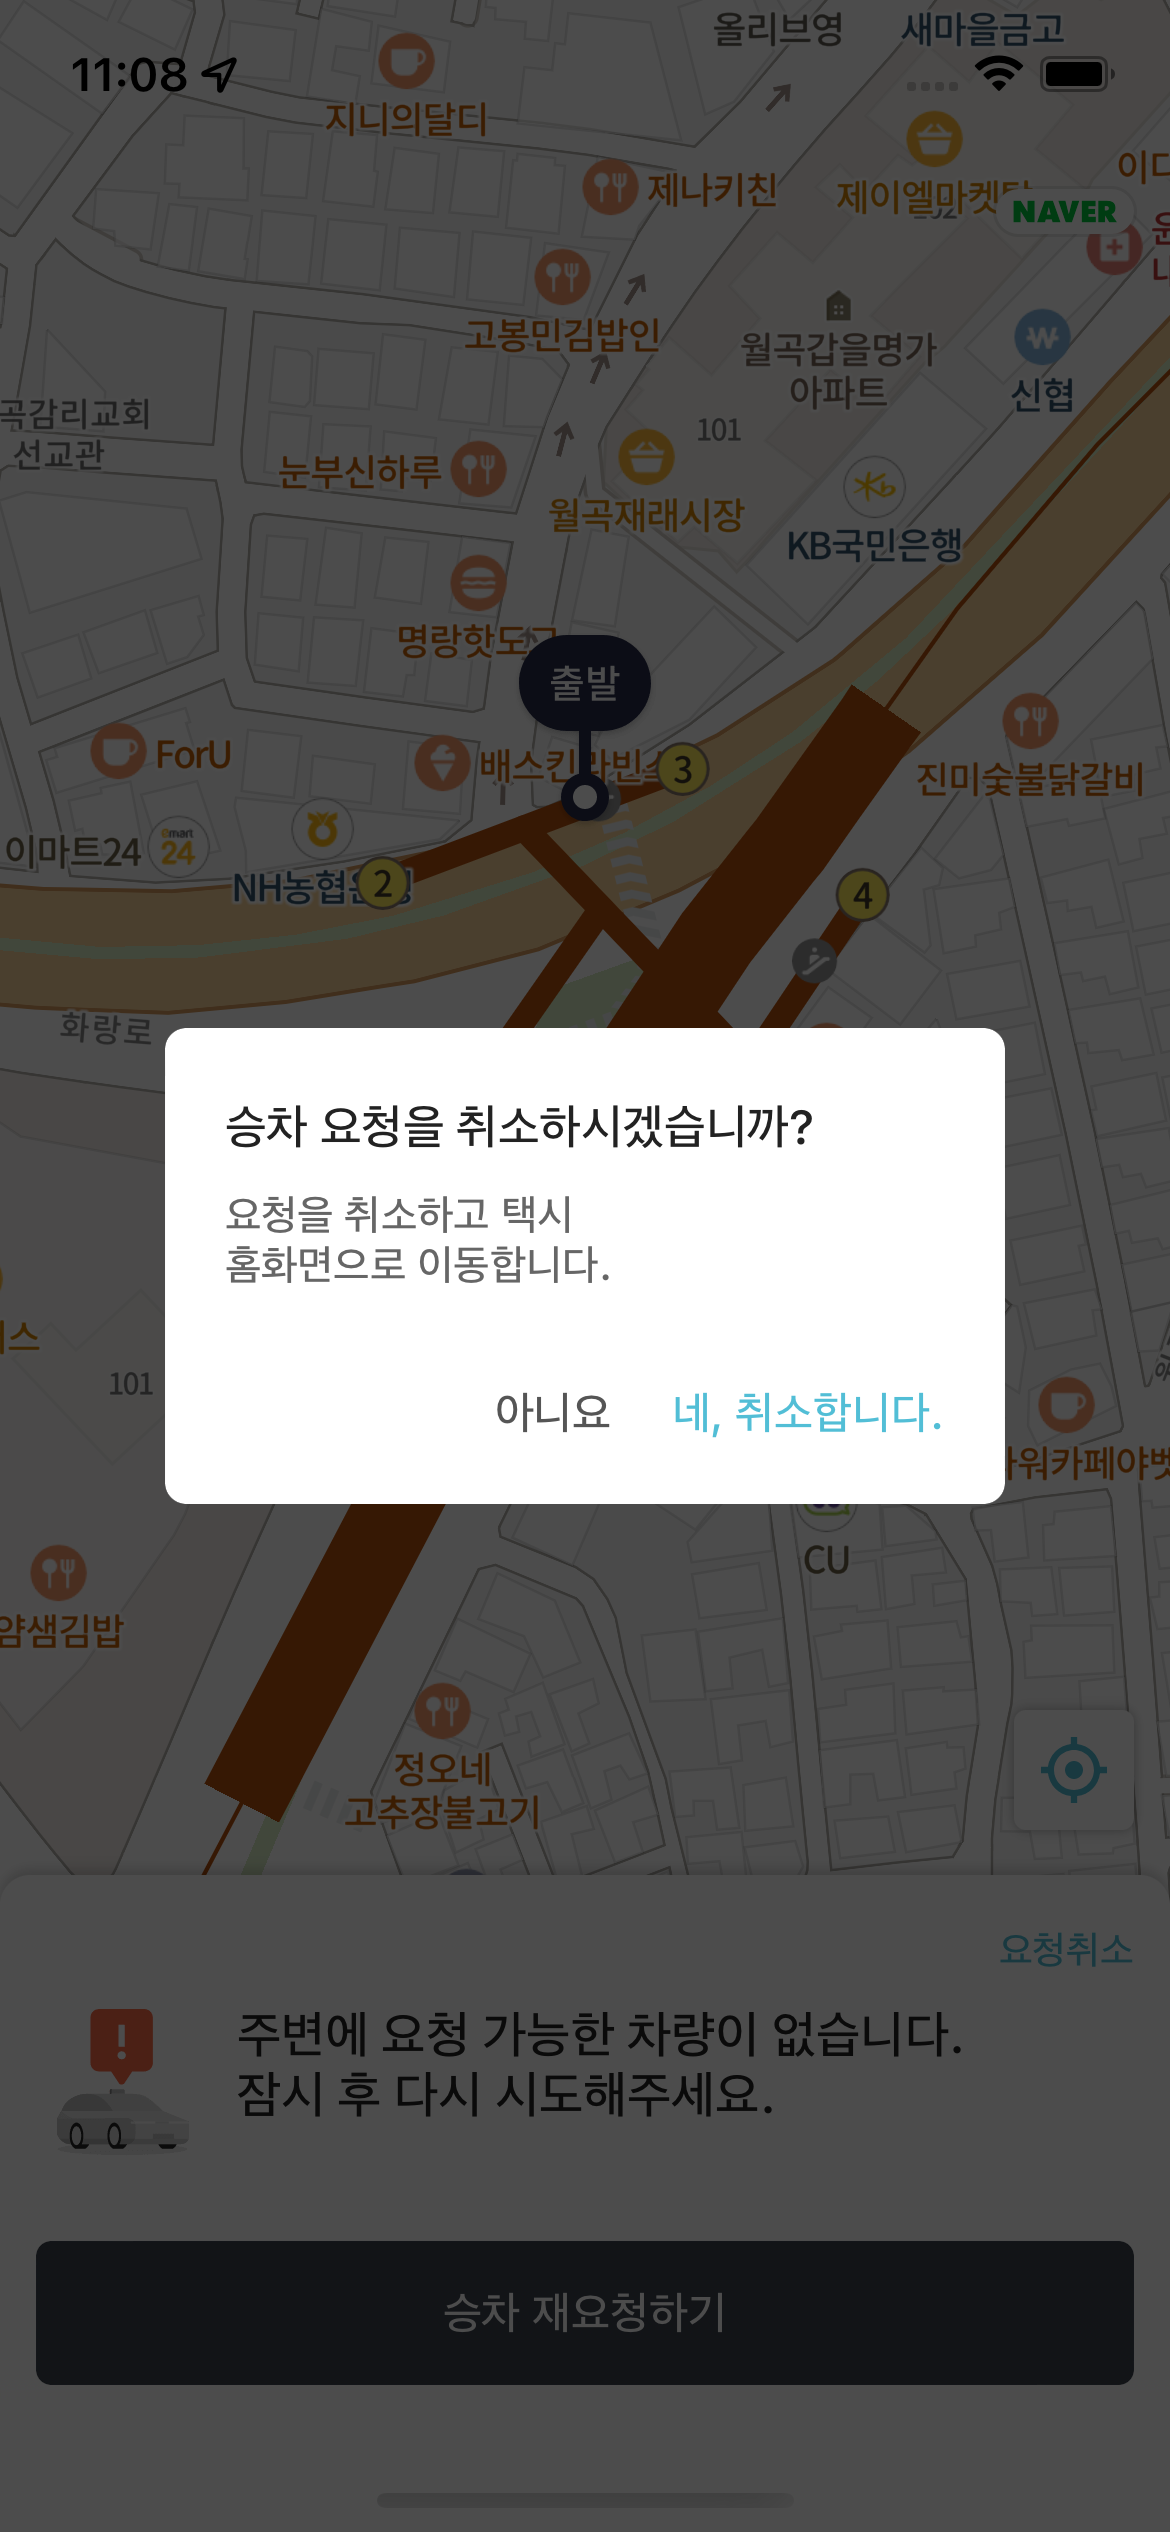 올리브영
새마을금고
11:08
지니의달디
제나키친
제이엘마켓
NAVER
고봉민김밥인
월곡갑을명가
아파트
신협
곡감리교회
선교관
101
눈부신하루
월곡재래시장
KB국민은행
명랑핫도그
출발
ForU
배스킨라빈스
3
진미숯불닭갈비
이마트24
emart
24
NH농협은행
2
4
화랑로
승차 요청을 취소하시겠습니까?
요청을 취소하고 택시
홈화면으로 이동합니다.
아니요
네, 취소합니다.
101
CU
얌샘김밥
정오네
고추장불고기
요청취소
주변에 요청 가능한 차량이 없습니다.
잠시 후 다시 시도해주세요.
승차 재요청하기